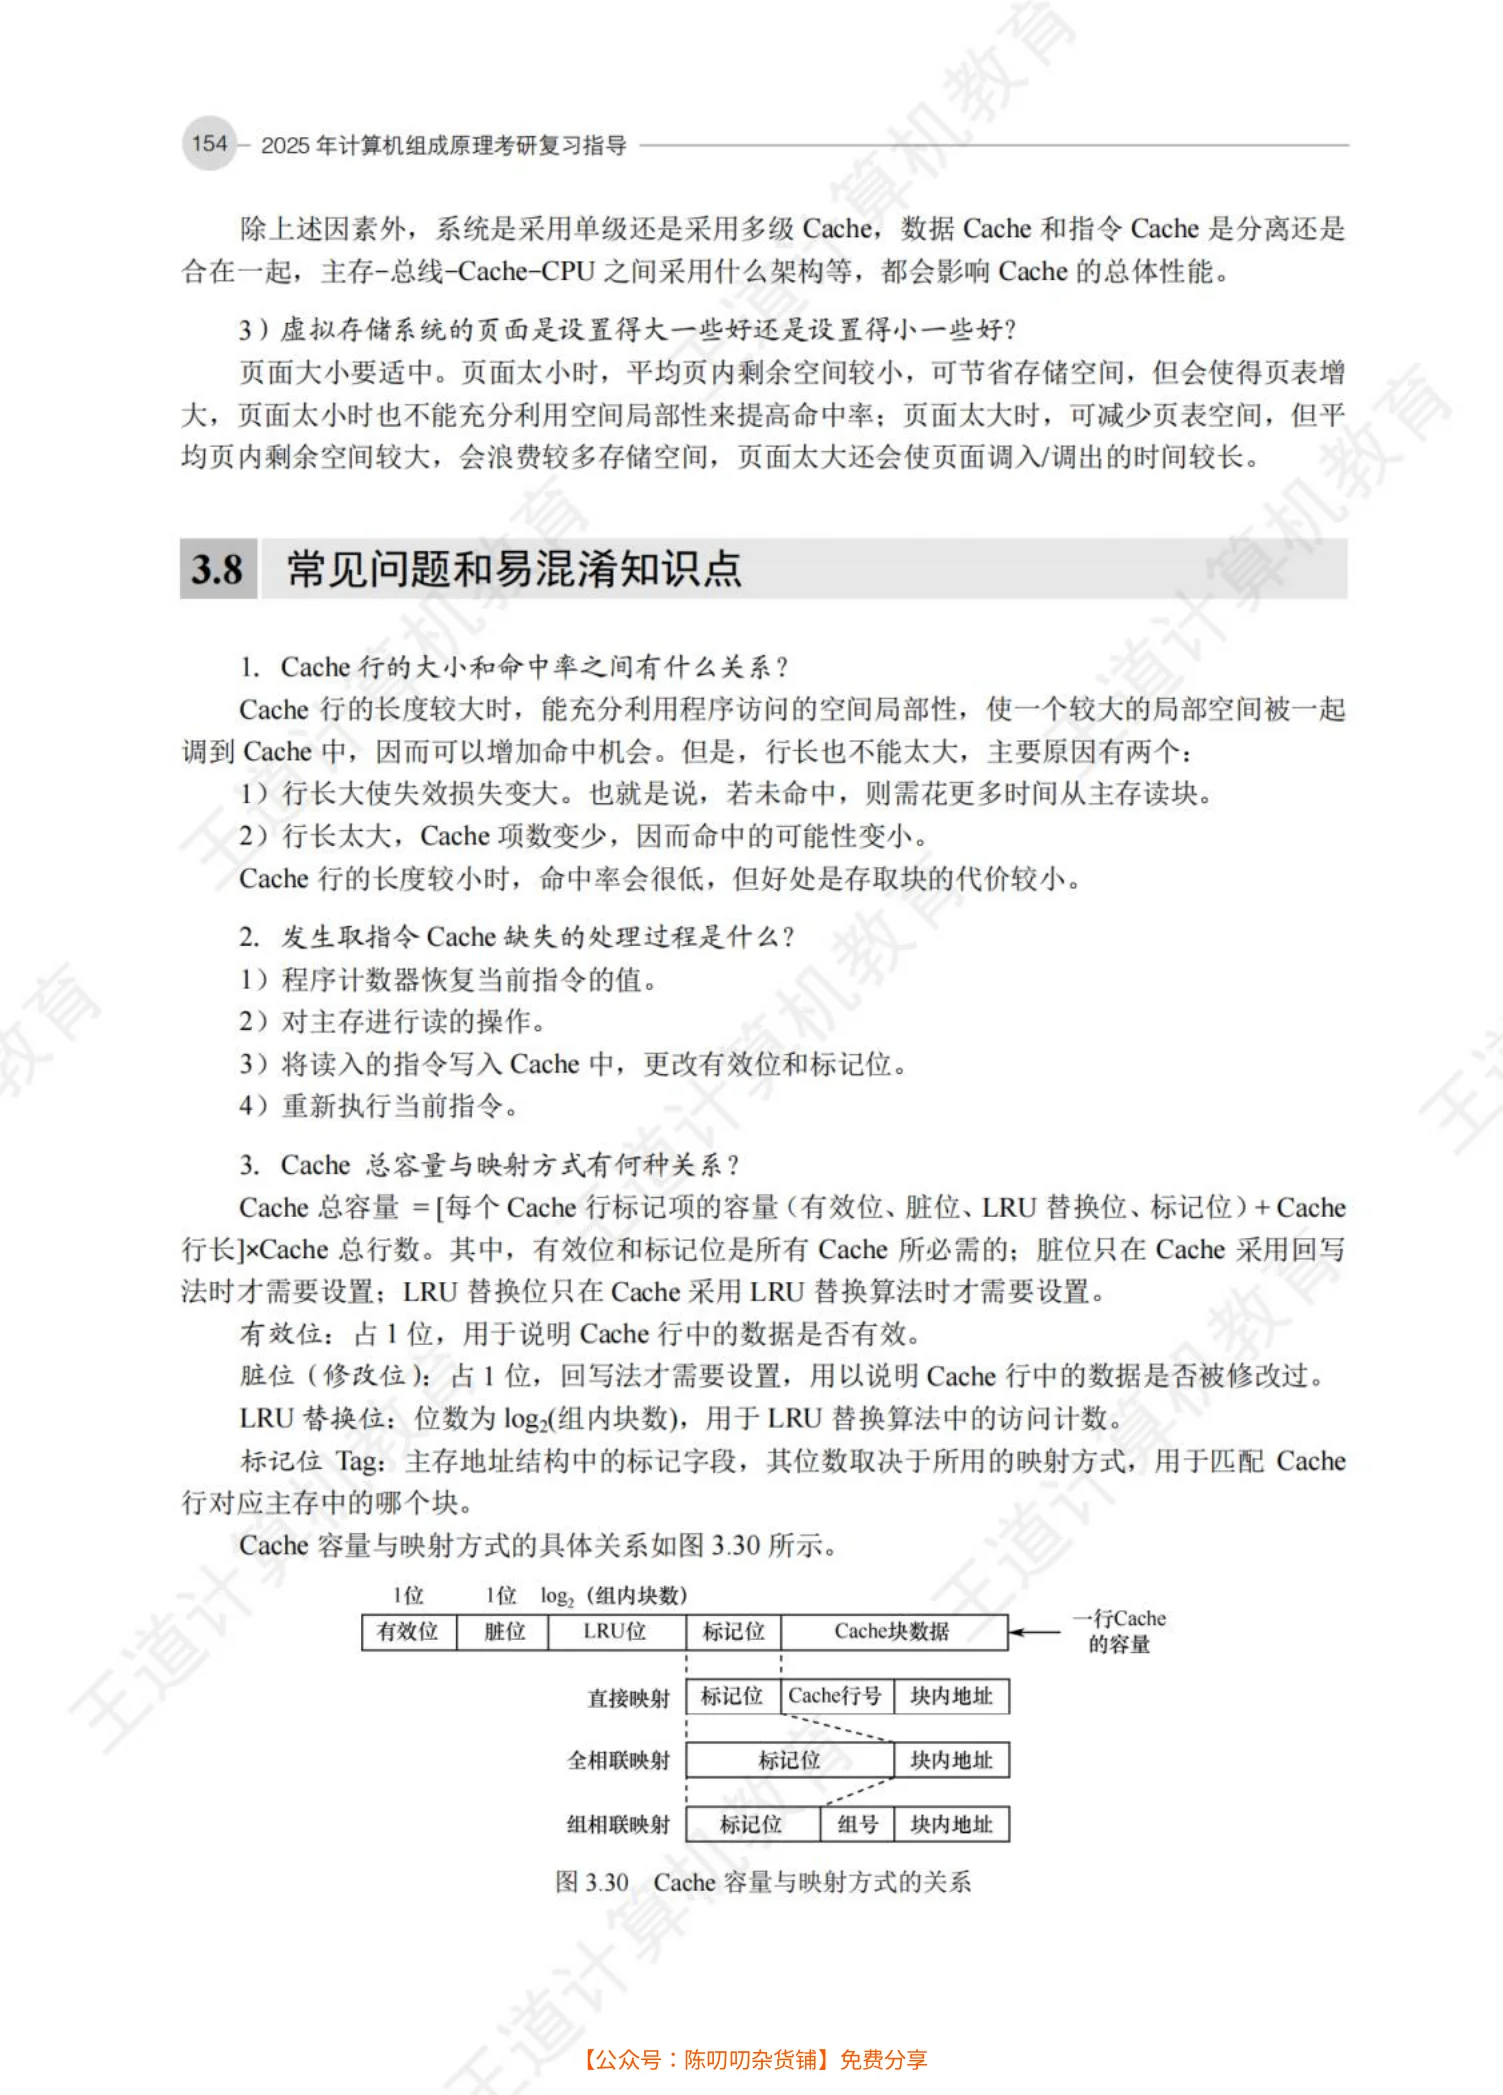 154 2025 年计算机组成原理考研复习指导
除上述因素外，系统是采用单级还是采用多级 Cache，数据 Cache 和指令 Cache 是分离还是
合在一起，主存-总线-Cache-CPU 之间采用什么架构等，都会影响 Cache 的总体性能。
3）虚拟存储系统的页面是设置得大一些好还是设置得小一些好？
页面大小要适中。页面太小时，平均页内剩余空间较小，可节省存储空间，但会使得页表增
大，页面太小时也不能充分利用空间局部性来提高命中率；页面太大时，可减少页表空间，但平
均页内剩余空间较大，会浪费较多存储空间，页面太大还会使页面调入/调出的时间较长。
3.8 常见问题和易混淆知识点
1. Cache 行的大小和命中率之间有什么关系？
Cache 行的长度较大时，能充分利用程序访问的空间局部性，使一个较大的局部空间被一起
调到 Cache 中，因而可以增加命中机会。但是，行长也不能太大，主要原因有两个：
1）行长大使失效损失变大。也就是说，若未命中，则需花更多时间从主存读块。
2）行长太大，Cache 项数变少，因而命中的可能性变小。
Cache 行的长度较小时，命中率会很低，但好处是存取块的代价较小。
2. 发生取指令 Cache 缺失的处理过程是什么？
1）程序计数器恢复当前指令的值。
2）对主存进行读的操作。
3）将读入的指令写入 Cache 中，更改有效位和标记位。
4）重新执行当前指令。
3. Cache 总容量与映射方式有何种关系？
Cache 总容量 = [每个 Cache 行标记项的容量（有效位、脏位、LRU 替换位、标记位）+ Cache
行长]×Cache 总行数。其中，有效位和标记位是所有 Cache 所必需的；脏位只在 Cache 采用回写
法时才需要设置；LRU 替换位只在 Cache 采用 LRU 替换算法时才需要设置。
有效位：占 1 位，用于说明 Cache 行中的数据是否有效。
脏位（修改位）：占 1 位，回写法才需要设置，用以说明 Cache 行中的数据是否被修改过。
LRU 替换位：位数为 log₂(组内块数)，用于 LRU 替换算法中的访问计数。
标记位 Tag：主存地址结构中的标记字段，其位数取决于所用的映射方式，用于匹配 Cache
行对应主存中的哪个块。
Cache 容量与映射方式的具体关系如图 3.30 所示。
1位 1位 log₂（组内块数）
有效位 脏位 LRU位 标记位 Cache块数据 一行Cache
的容量
直接映射 标记位 Cache行号 块内地址
全相联映射 标记位 块内地址
组相联映射 标记位 组号 块内地址
图 3.30 Cache 容量与映射方式的关系
【公众号：陈叨叨杂货铺】免费分享
王道计算机教育